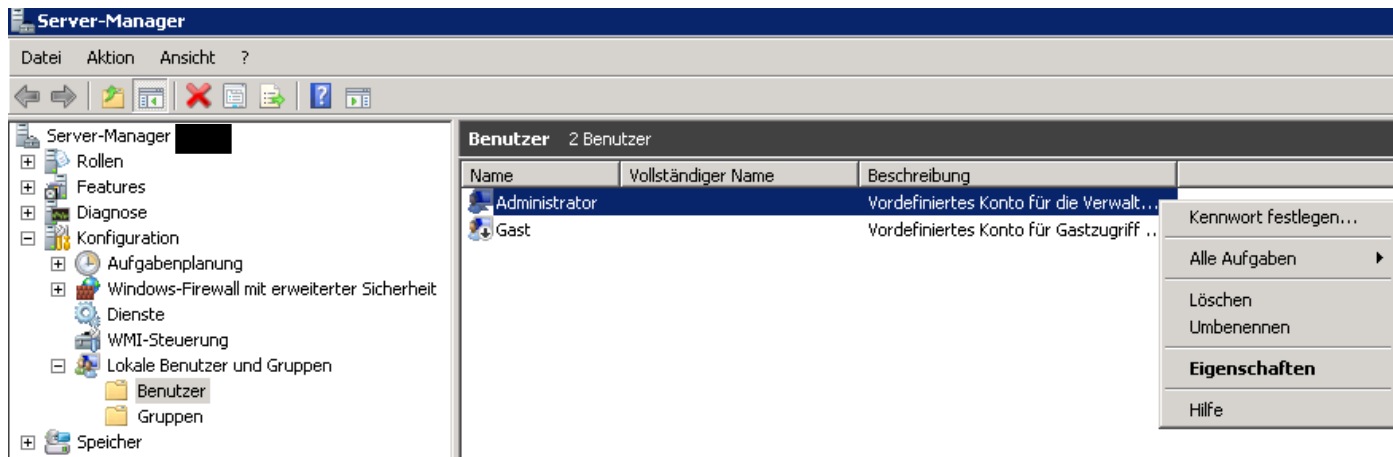 Server-Manager
Datei Aktion Ansicht ?
Server-Manager
Rollen
Features
Diagnose
Konfiguration
Aufgabenplanung
Windows-Firewall mit erweiterter Sicherheit
Dienste
WMI-Steuerung
Lokale Benutzer und Gruppen
Benutzer
Gruppen
Speicher
Benutzer 2 Benutzer
Name Vollständiger Name Beschreibung
Administrator Vordefiniertes Konto für die Verwalt...
Gast Vordefiniertes Konto für Gastzugriff ..
Kennwort festlegen...
Alle Aufgaben
Löschen
Umbenennen
Eigenschaften
Hilfe